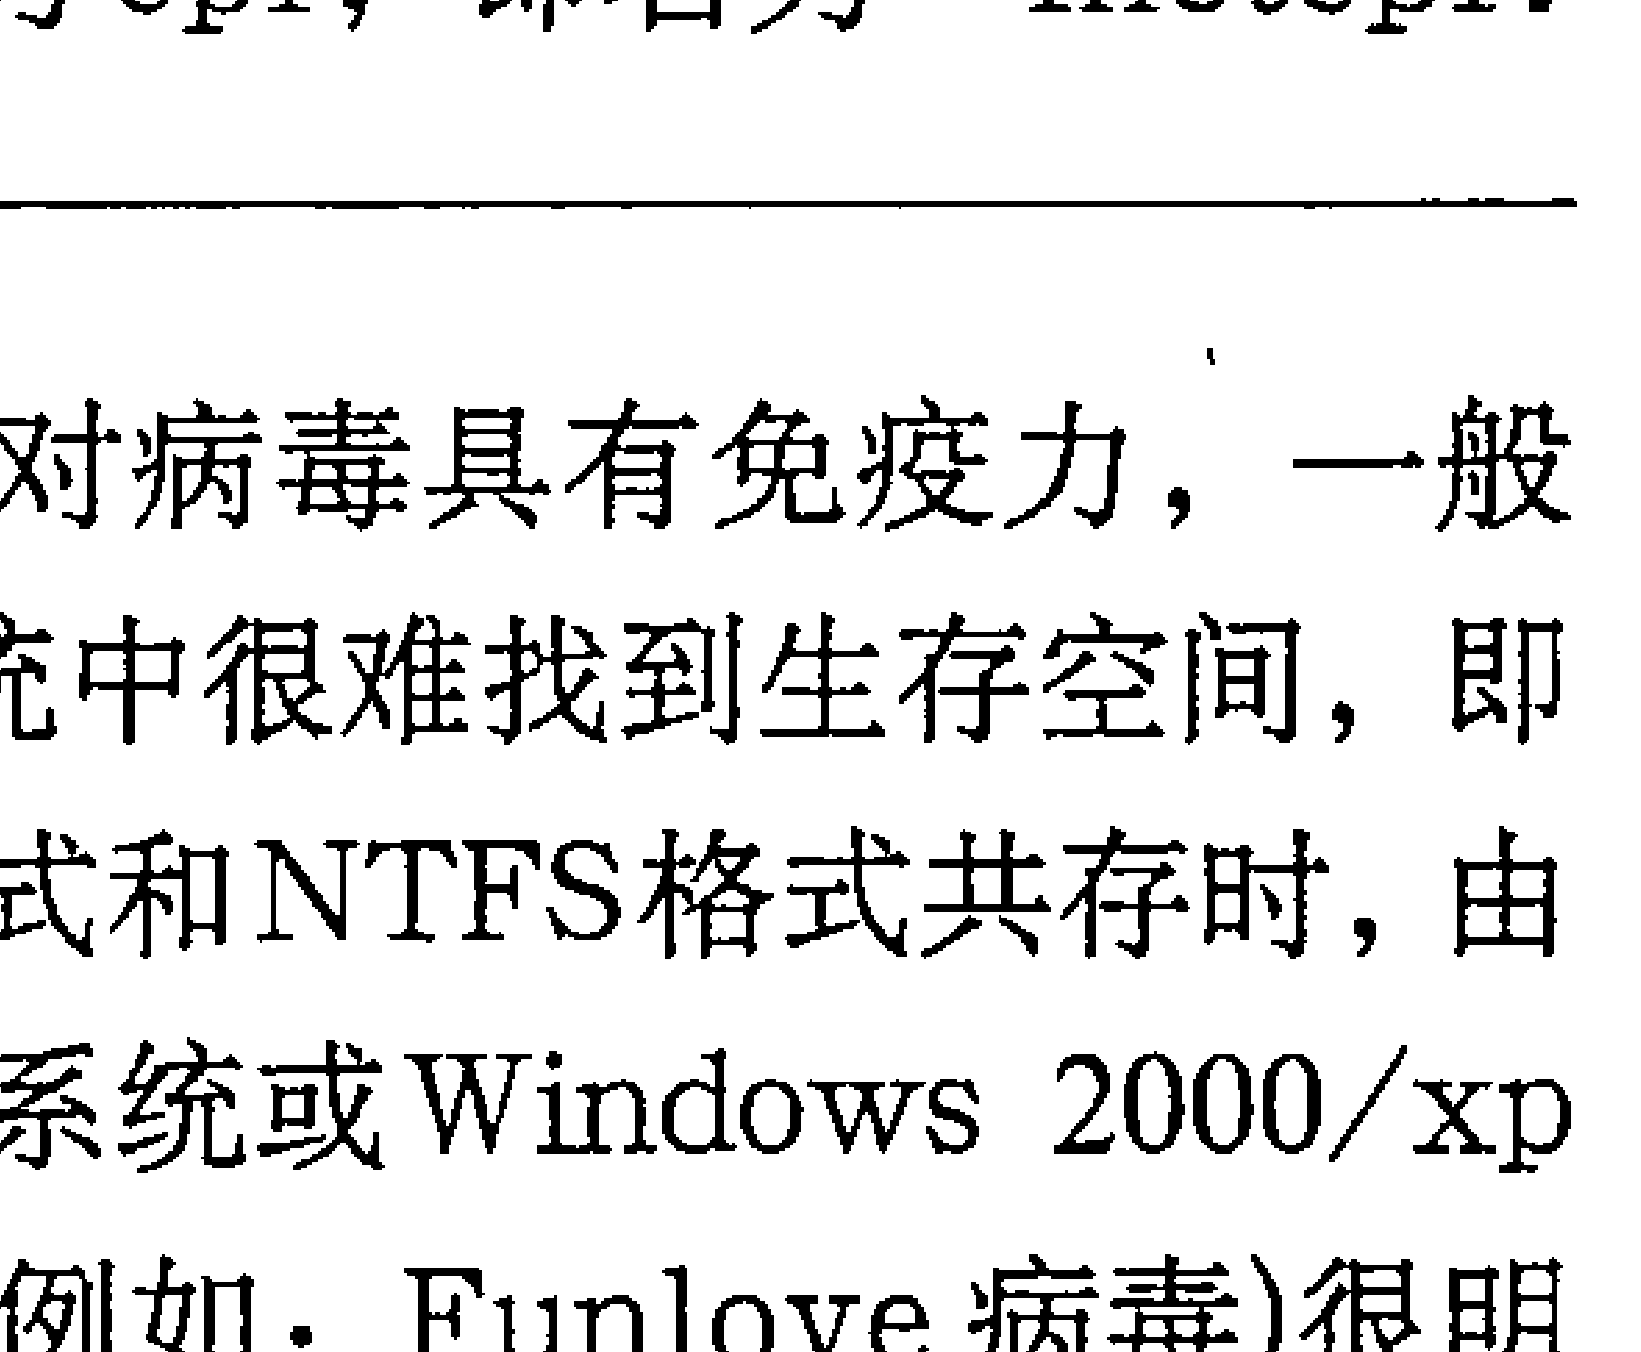 对病毒具有免疫力，一般
统中很难找到生存空间，即
式和NTFS格式共存时，由
系统或Windows 2000/xp
例如：Funlove病毒)很明